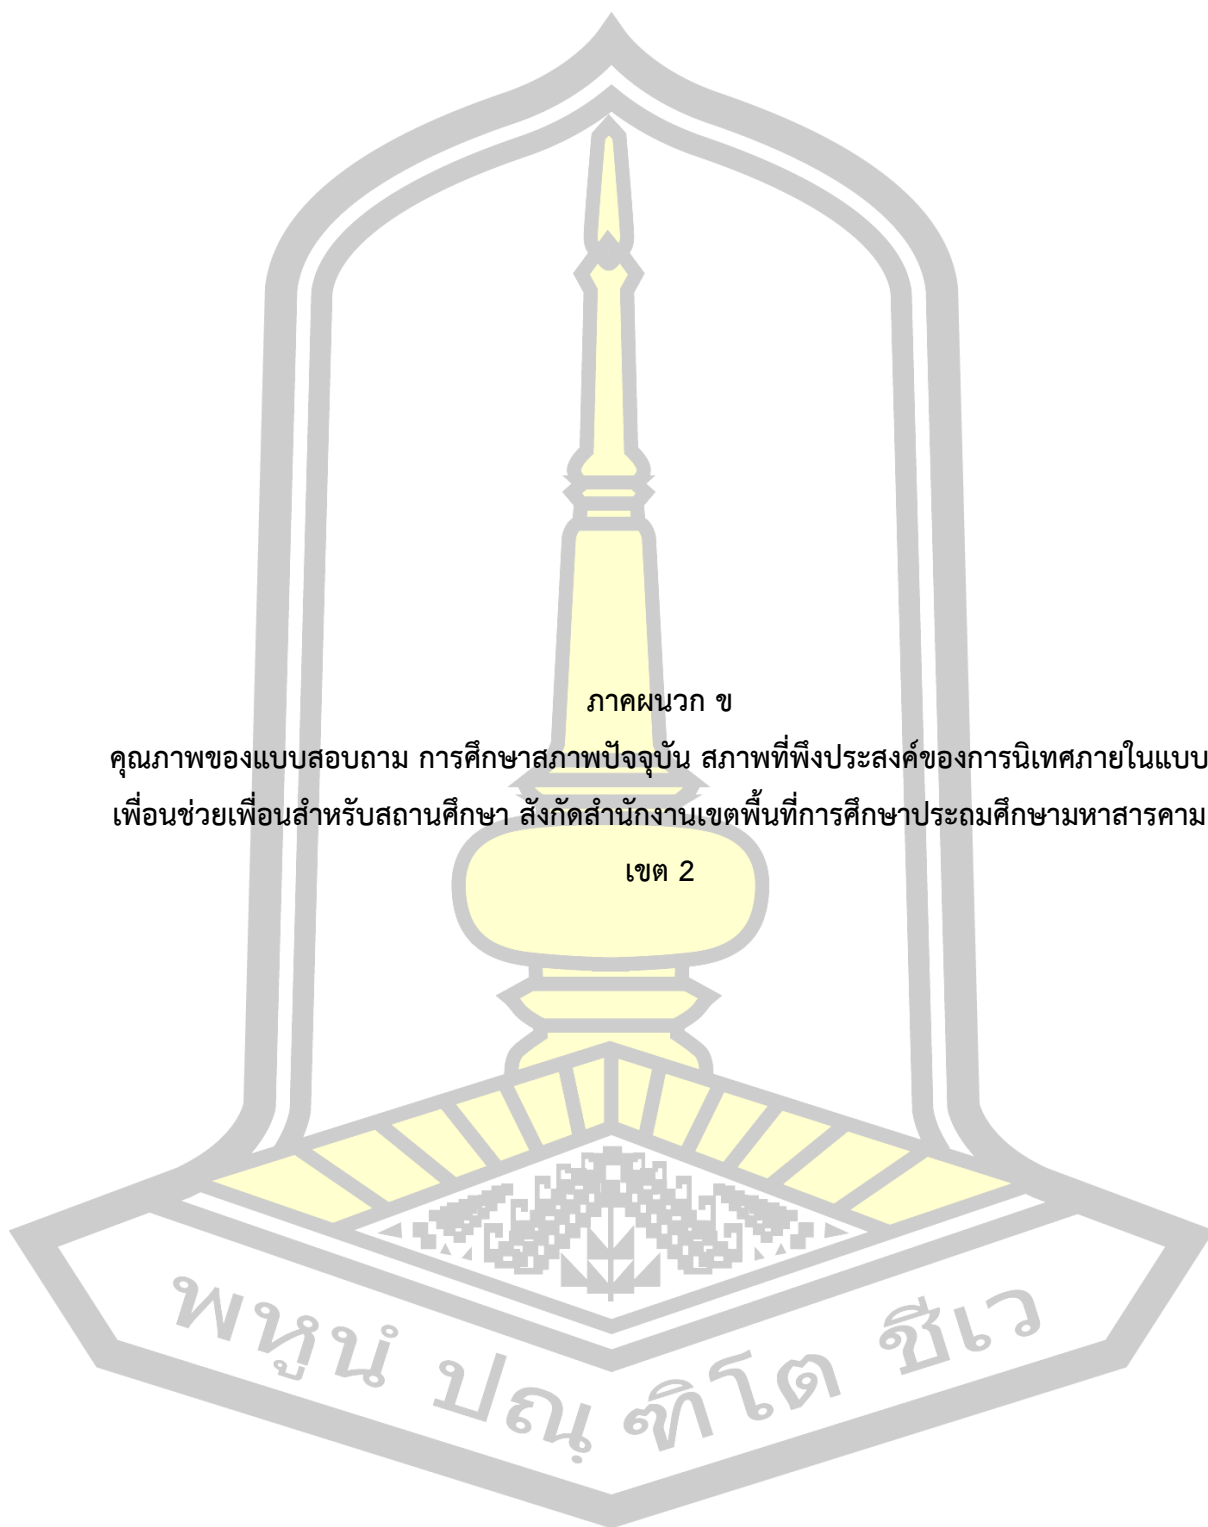 ภาคผนวก ข
คุณภาพของแบบสอบถาม การศึกษาสภาพปัจจุบัน สภาพที่พึงประสงค์ของการนิเทศภายในแบบ
เพื่อนช่วยเพื่อนสำหรับสถานศึกษา สังกัดสำนักงานเขตพื้นที่การศึกษาประถมศึกษามหาสารคาม
เขต 2
พหูนํ ปณฺฑิโต ชีเว